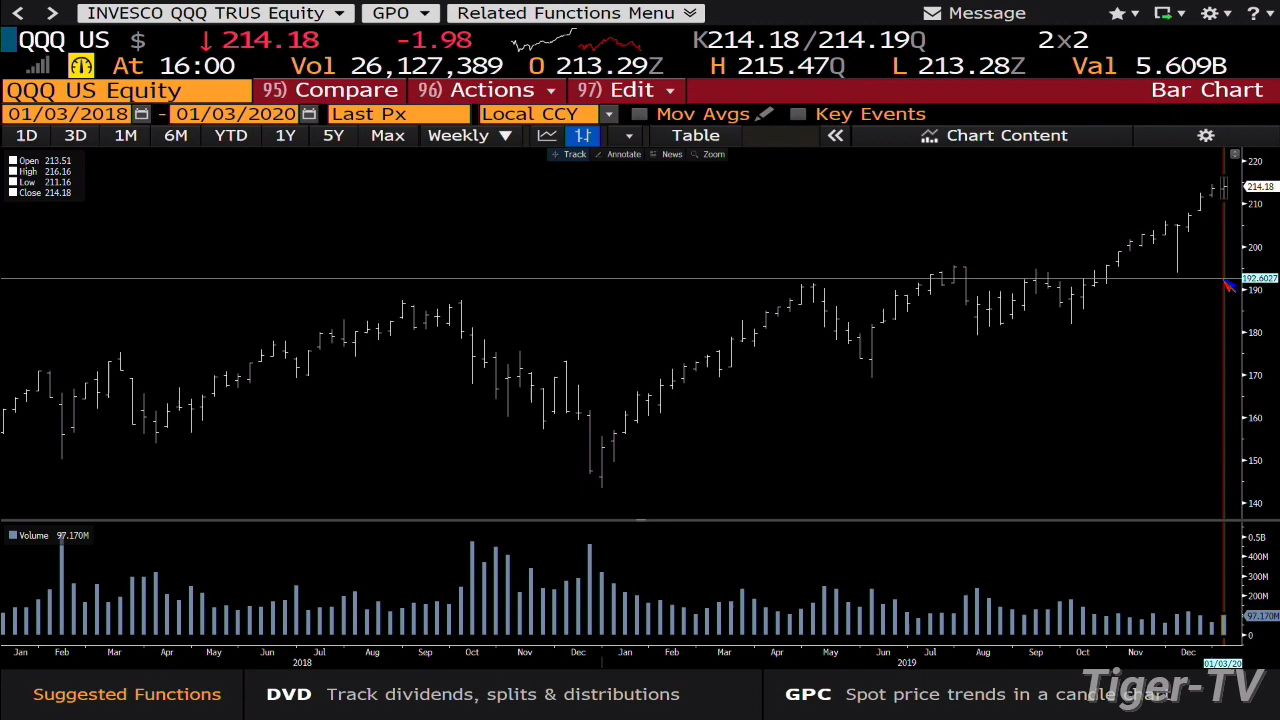 INVESCO QQQ TRUS Equity GPO Related Functions Menu Message ?
QQQ US $ ↓ 214.18 -1.98 K214.18/214.19Q 2x2
At 16:00 Vol 26,127,389 O 213.29Z H 215.47Q L 213.28Z Val 5.609B
QQQ US Equity 95) Compare 96) Actions 97) Edit Bar Chart
01/03/2018 - 01/03/2020 Last Px Local CCY Mov Avgs Key Events
1D 3D 1M 6M YTD 1Y 5Y Max Weekly ▼ Table « Chart Content
Track Annotate News Zoom
Open 213.51
High 216.16
Low 211.16
Close 214.18
220
214.18
210
200
192.6027
190
180
170
160
150
140
Volume 97.170M
0.5B
400M
300M
200M
97.170M
0
Jan Feb Mar Apr May Jun Jul Aug Sep Oct Nov Dec Jan Feb Mar Apr May Jun Jul Aug Sep Oct Nov Dec
2018 2019 01/03/20
Suggested Functions DVD Track dividends, splits & distributions GPC Spot price trends in a candle chart
Tiger-TV